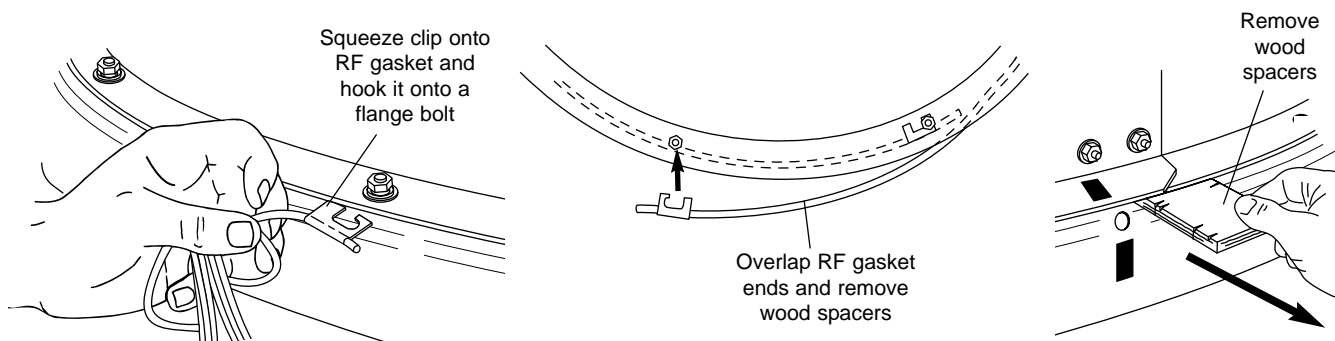 Squeeze clip onto
RF gasket and
hook it onto a
flange bolt
Overlap RF gasket
ends and remove
wood spacers
Remove
wood
spacers